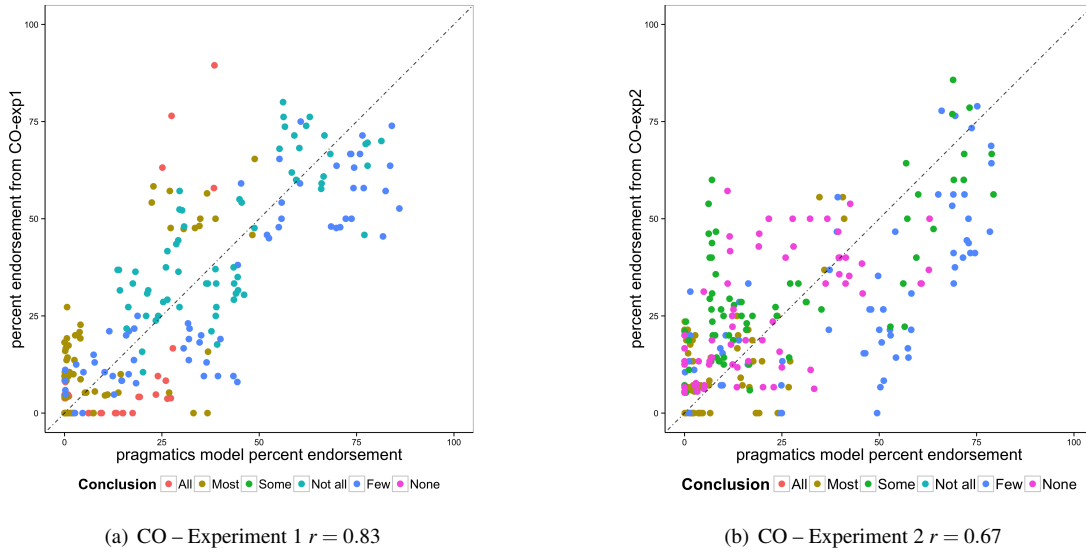 percent endorsement from CO-exp1
100
75
50
25
0
0 25 50 75 100
pragmatics model percent endorsement
Conclusion All Most Some Not all Few None
(a) CO – Experiment 1 r = 0.83
percent endorsement from CO-exp2
100
75
50
25
0
0 25 50 75 100
pragmatics model percent endorsement
Conclusion All Most Some Not all Few None
(b) CO – Experiment 2 r = 0.67